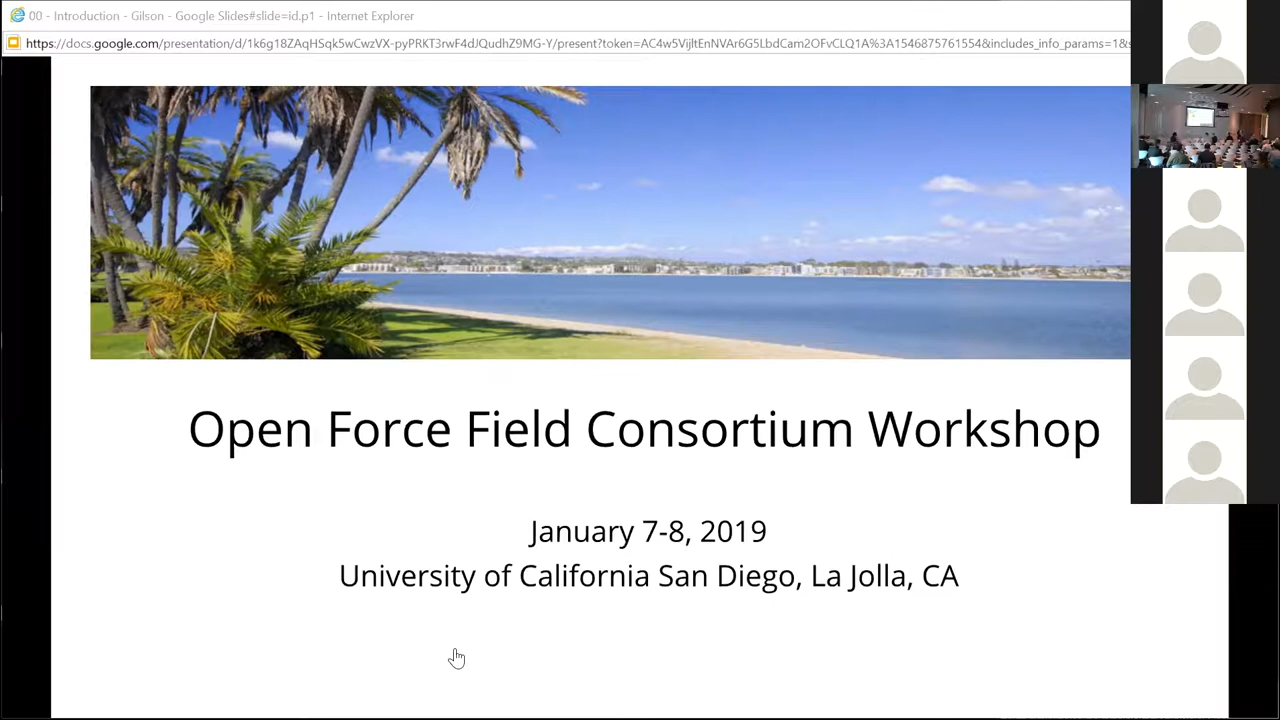 00 - Introduction - Gilson - Google Slides#slide=id.p1 - Internet Explorer
https://docs.google.com/presentation/d/1k6g18ZAqHSqk5wCwzVX-pyPRKT3rwF4dJQudhZ9MG-Y/present?token=AC4w5VijltEnNVAr6G5LbdCam2OFvCLQ1A%3A1546875761554&includes_info_params=1&s
Open Force Field Consortium Workshop
January 7-8, 2019
University of California San Diego, La Jolla, CA